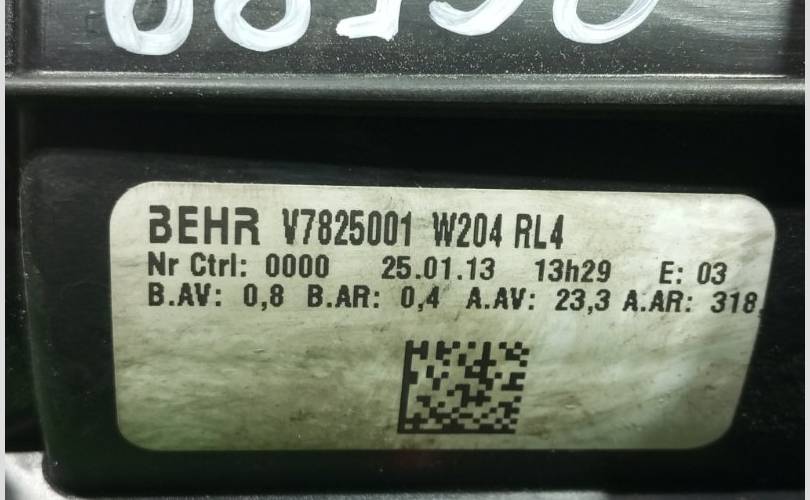 BEHR V7825001 W204 RL4
Nr Ctrl: 0000 25.01.13 13h29 E: 03
B.AV: 0,8 B.AR: 0,4 A.AV: 23,3 A.AR: 318,